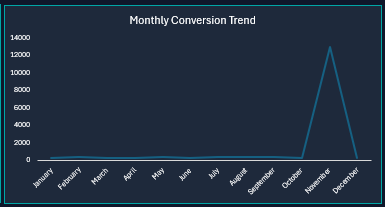 Monthly Conversion Trend
14000
12000
10000
8000
6000
4000
2000
0
January
February
March
April
May
June
July
August
September
October
November
December